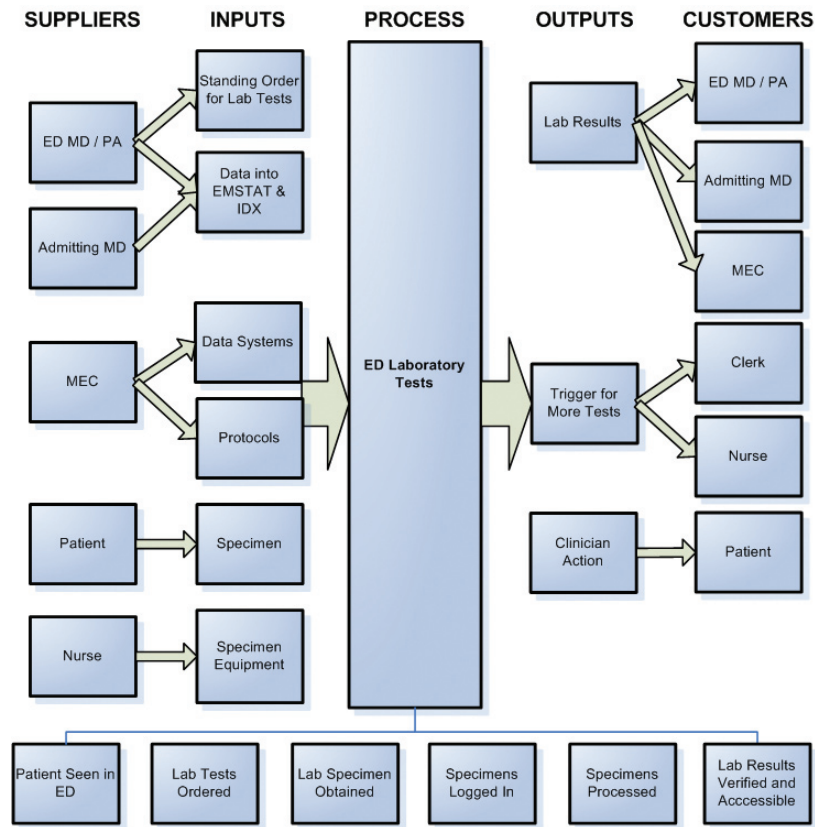 SUPPLIERS
INPUTS
PROCESS
OUTPUTS
CUSTOMERS
ED MD / PA
Admitting MD
MEC
Patient
Nurse
Standing Order
for Lab Tests
Data into
EMSTAT &
IDX
Data Systems
Protocols
Specimen
Specimen
Equipment
ED Laboratory
Tests
Lab Results
Trigger for
More Tests
Clinician
Action
ED MD / PA
Admitting MD
MEC
Clerk
Nurse
Patient
Patient Seen in
ED
Lab Tests
Ordered
Lab Specimen
Obtained
Specimens
Logged In
Specimens
Processed
Lab Results
Verified and
Acccessible